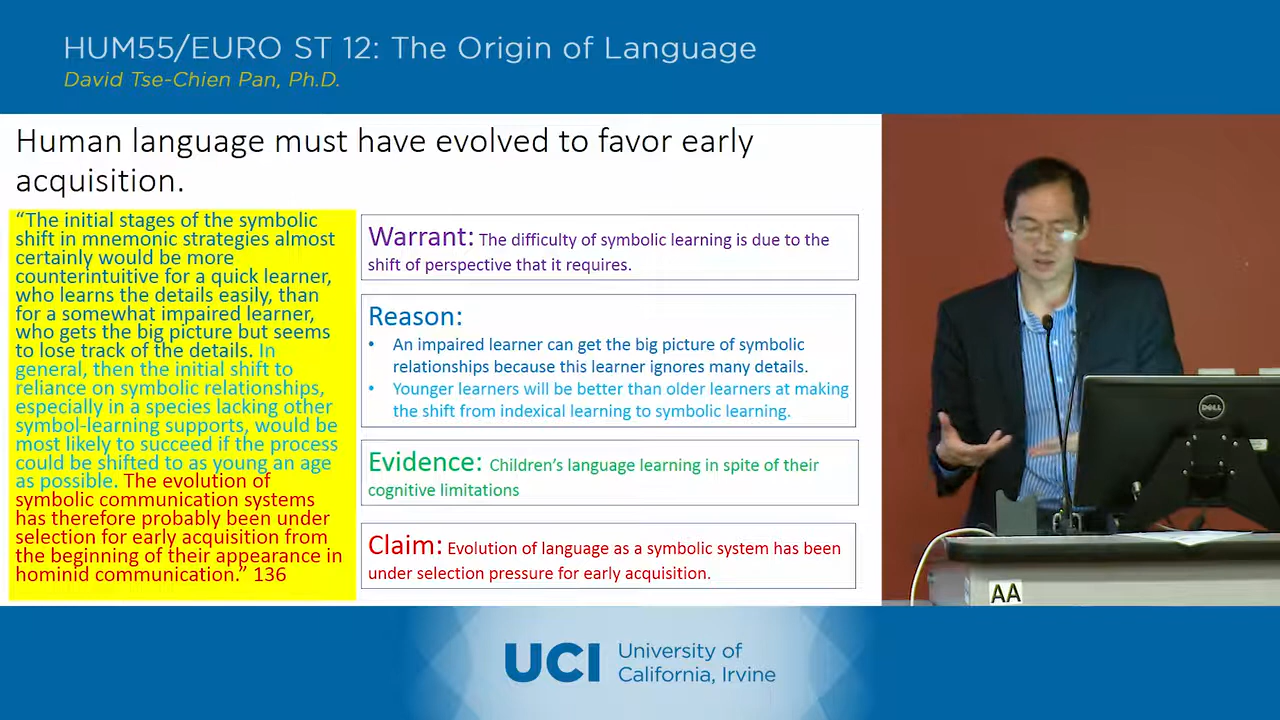 HUM55/EURO ST 12: The Origin of Language
David Tse-Chien Pan, Ph.D.
Human language must have evolved to favor early
acquisition.
“The initial stages of the symbolic
shift in mnemonic strategies almost
certainly would be more
counterintuitive for a quick learner,
who learns the details easily, than
for a somewhat impaired learner,
who gets the big picture but seems
to lose track of the details. In
general, then the initial shift to
reliance on symbolic relationships,
especially in a species lacking other
symbol-learning supports, would be
most likely to succeed if the process
could be shifted to as young an age
as possible. The evolution of
symbolic communication systems
has therefore probably been under
selection for early acquisition from
the beginning of their appearance in
hominid communication.” 136
Warrant: The difficulty of symbolic learning is due to the
shift of perspective that it requires.
Reason:
• An impaired learner can get the big picture of symbolic
relationships because this learner ignores many details.
• Younger learners will be better than older learners at making
the shift from indexical learning to symbolic learning.
Evidence: Children’s language learning in spite of their
cognitive limitations
Claim: Evolution of language as a symbolic system has been
under selection pressure for early acquisition.
DELL
AA
UCI
University of
California, Irvine